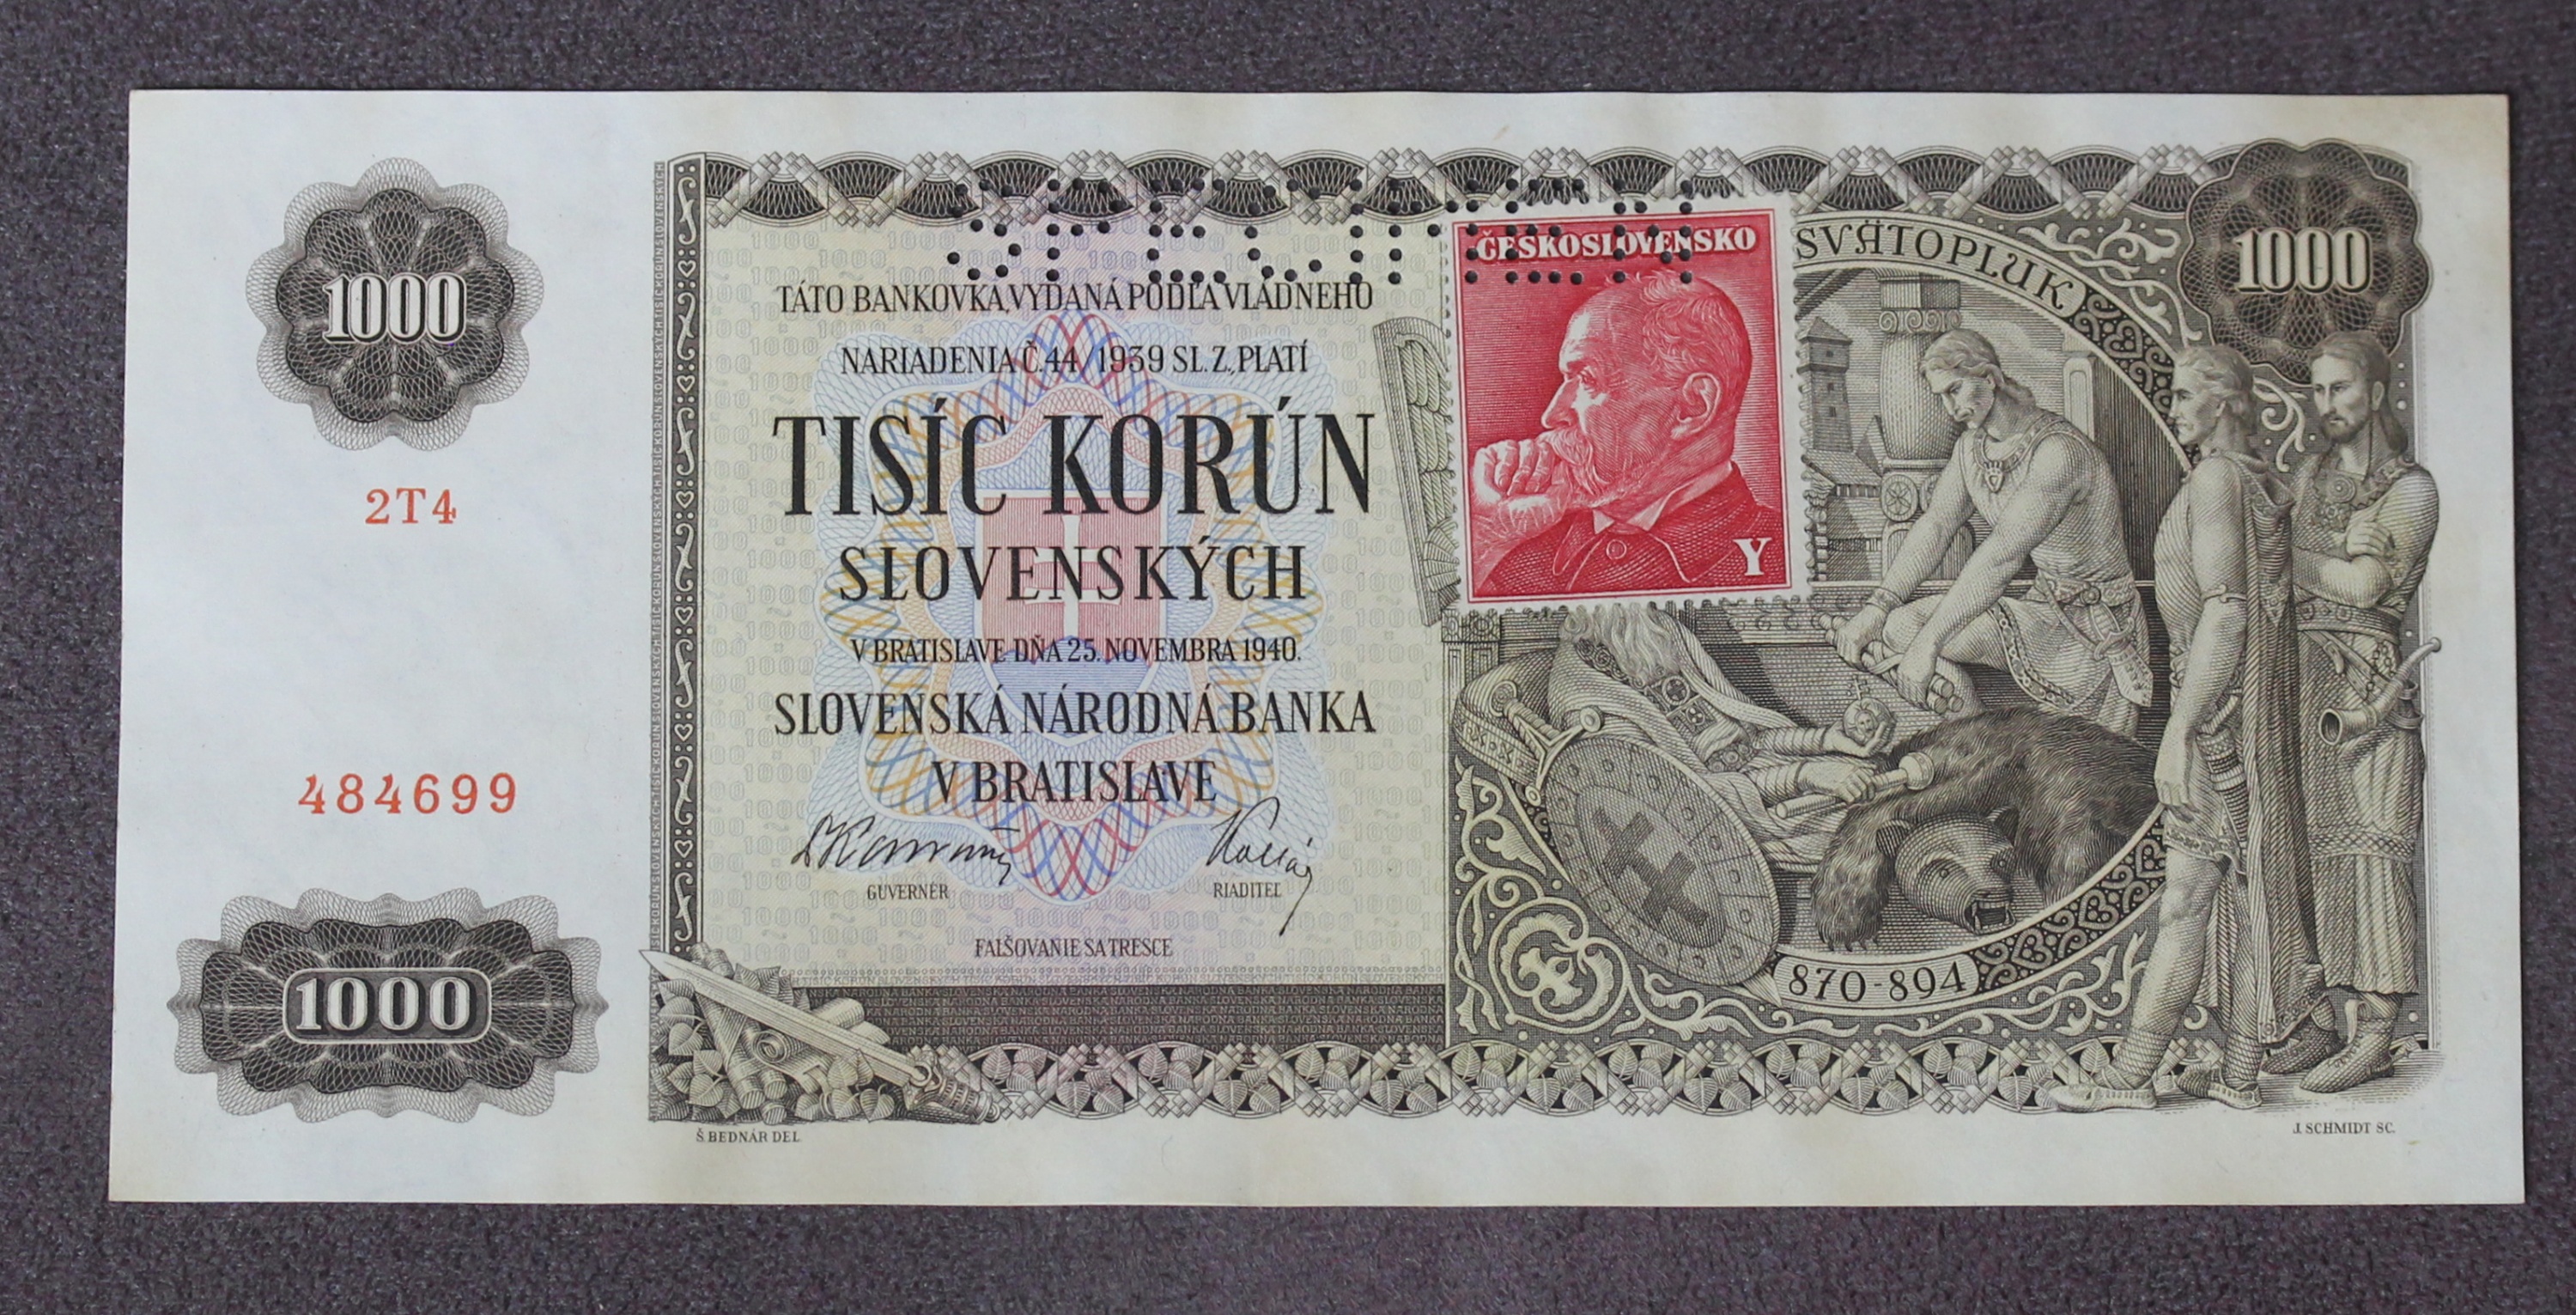 1000
2T4
484699
1000
SPECIMEN
TÁTO BANKOVKA, VYDANÁ PODĽA VLÁDNEHO
NARIADENIA Č. 44/1939 SL. Z., PLATÍ
TISÍC KORÚN
SLOVENSKÝCH
V BRATISLAVE DŇA 25. NOVEMBRA 1940.
SLOVENSKÁ NÁRODNÁ BANKA
V BRATISLAVE
GUVERNÉR
RIADITEĽ
FALŠOVANIE SA TRESCE
Š. BEDNÁR DEL.
ČESKOSLOVENSKO
Y
SVÄTOPLUK
1000
870-894
J. SCHMIDT SC.